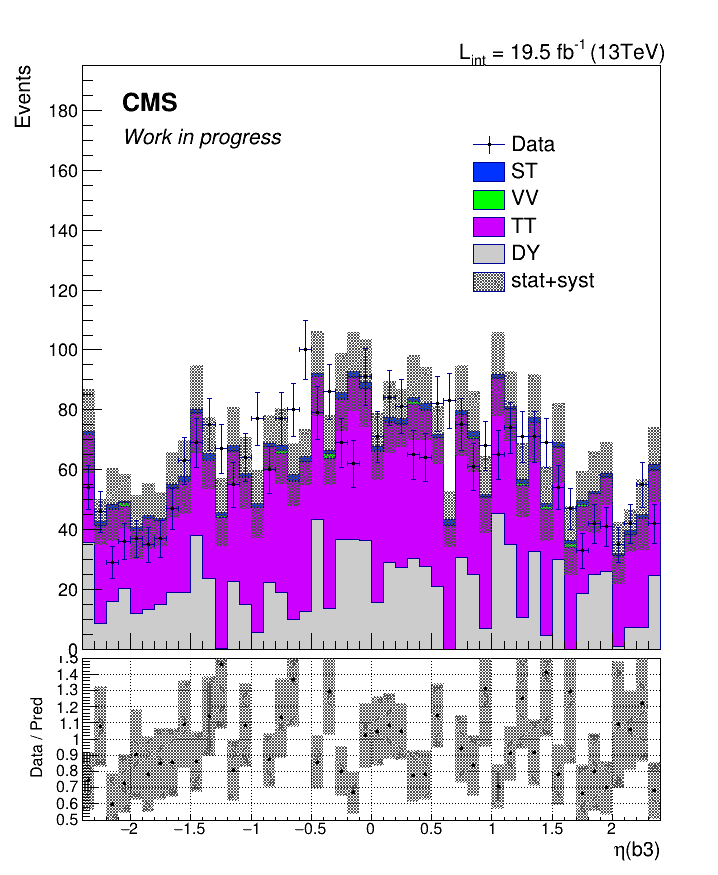 L_int = 19.5 fb^-1 (13TeV)
Events
CMS
Work in progress
Data
ST
VV
TT
DY
stat+syst
180
160
140
120
100
80
60
40
20
0
Data / Pred
1.5
1.4
1.3
1.2
1.1
1
0.9
0.8
0.7
0.6
0.5
−2 −1.5 −1 −0.5 0 0.5 1 1.5 2
η(b3)